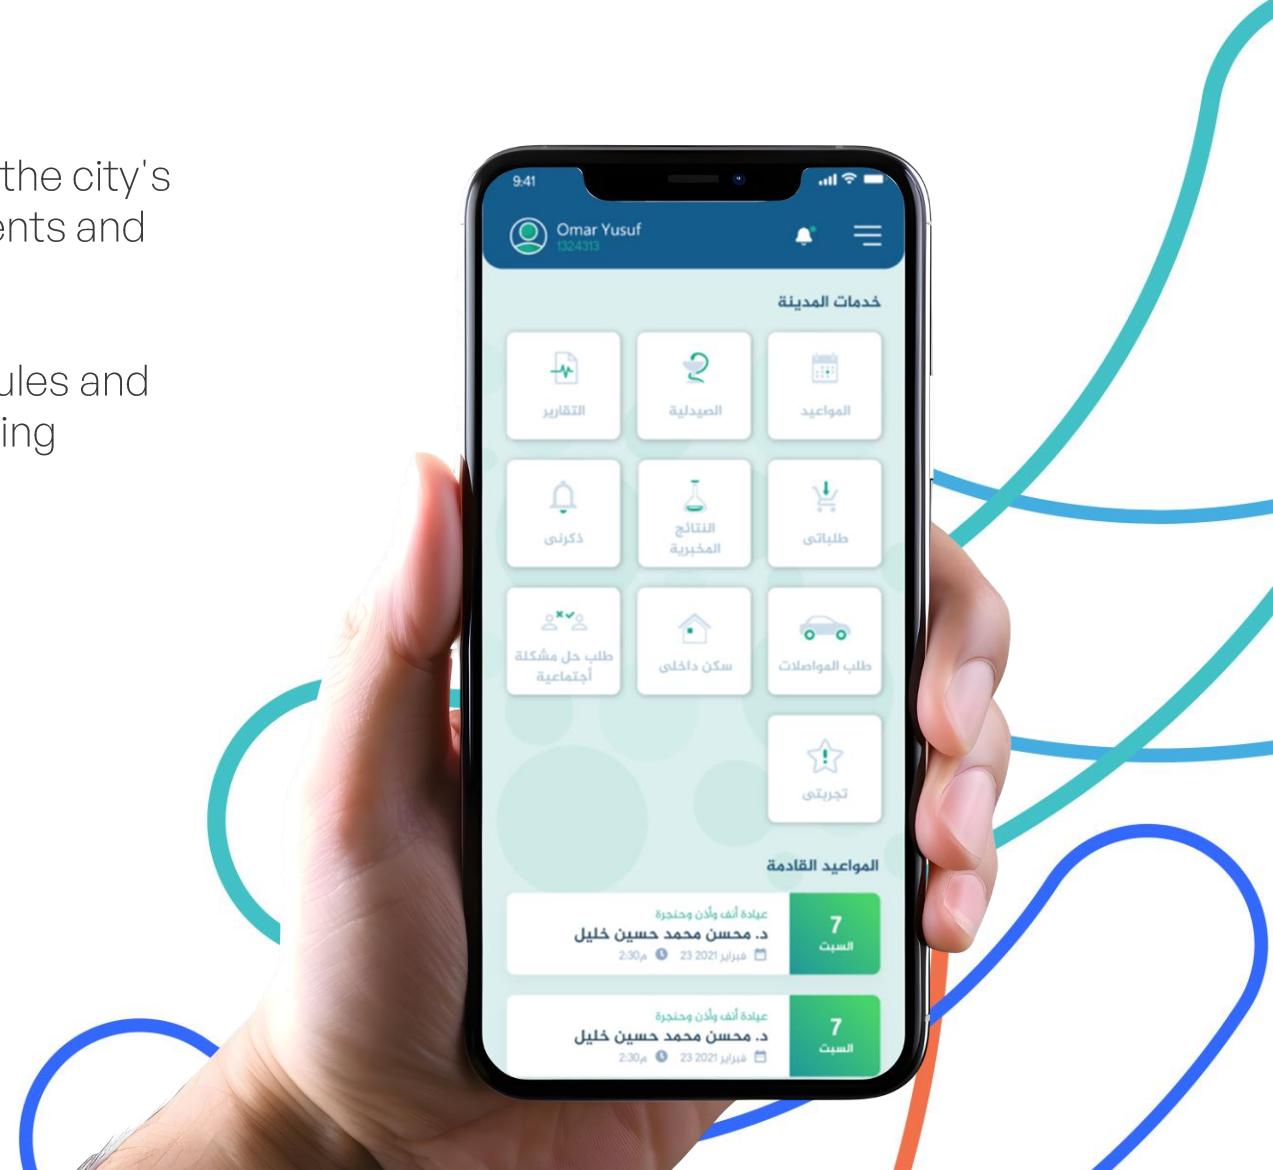 the city's
ents and
ules and
ing
9:41
Omar Yusuf
1324313
خدمات المدينة
المواعيد
الصيدلية
التقارير
طلباتى
النتائج
المخبرية
ذكرنى
طلب المواصلات
سكن داخلى
طلب حل مشكلة
أجتماعية
تجربتى
المواعيد القادمة
7
السبت
عيادة أنف وأذن وحنجرة
د. محسن محمد حسين خليل
23 فبراير 2021 2:30م
7
السبت
عيادة أنف وأذن وحنجرة
د. محسن محمد حسين خليل
23 فبراير 2021 2:30م